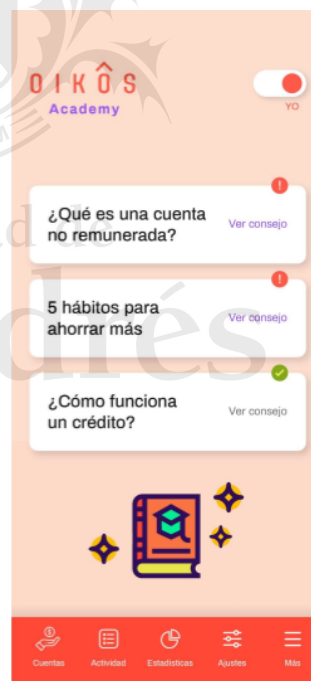 OIKÔS
Academy
YO
¿Qué es una cuenta
no remunerada?
Ver consejo
5 hábitos para
ahorrar más
Ver consejo
¿Cómo funciona
un crédito?
Ver consejo
Cuentas
Actividad
Estadísticas
Ajustes
Más